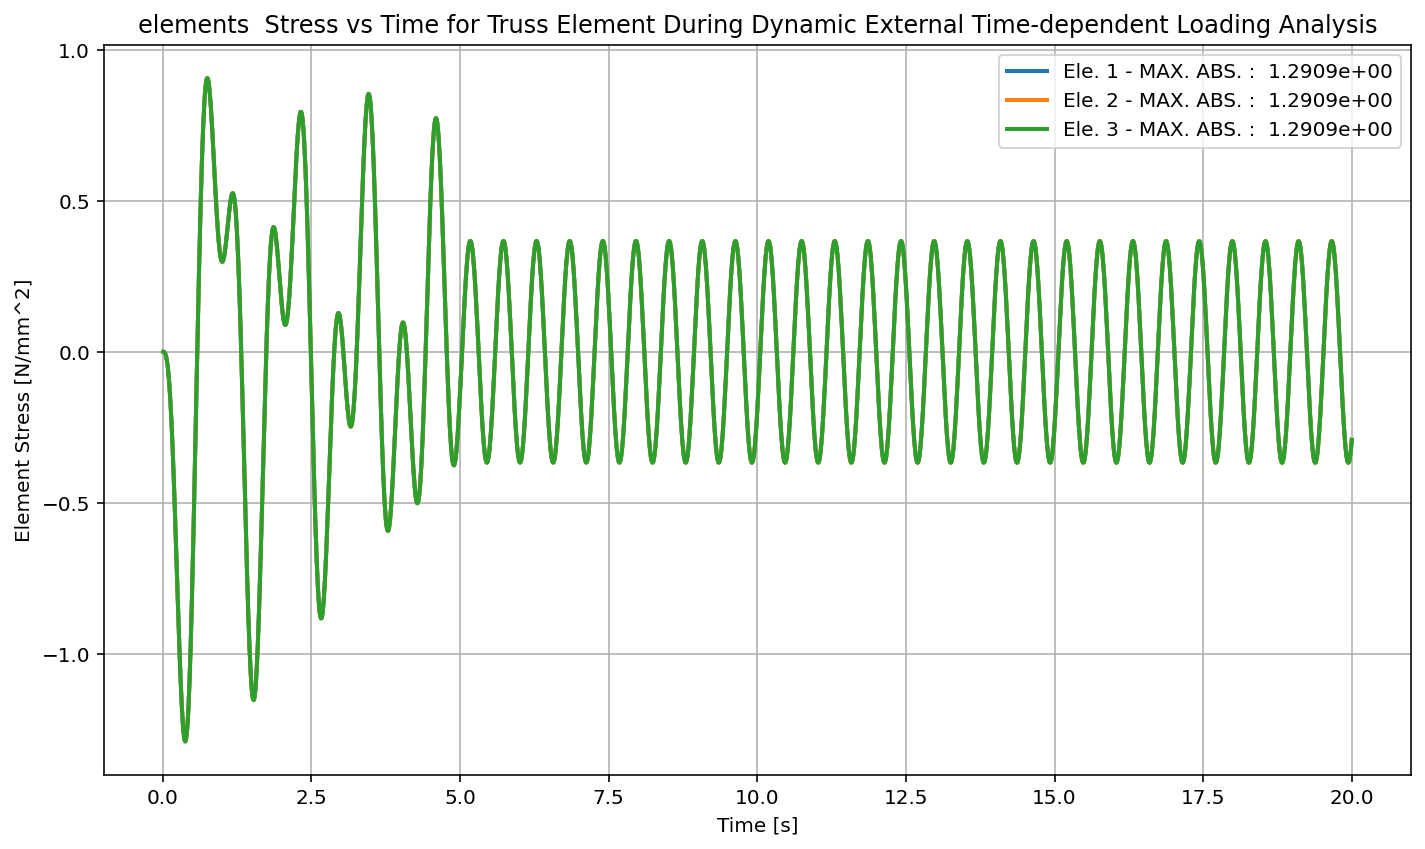 elements  Stress vs Time for Truss Element During Dynamic External Time-dependent Loading Analysis
Ele. 1 - MAX. ABS. :  1.2909e+00
Ele. 2 - MAX. ABS. :  1.2909e+00
Ele. 3 - MAX. ABS. :  1.2909e+00
Element Stress [N/mm^2]
1.0
0.5
0.0
−0.5
−1.0
0.0 2.5 5.0 7.5 10.0 12.5 15.0 17.5 20.0
Time [s]